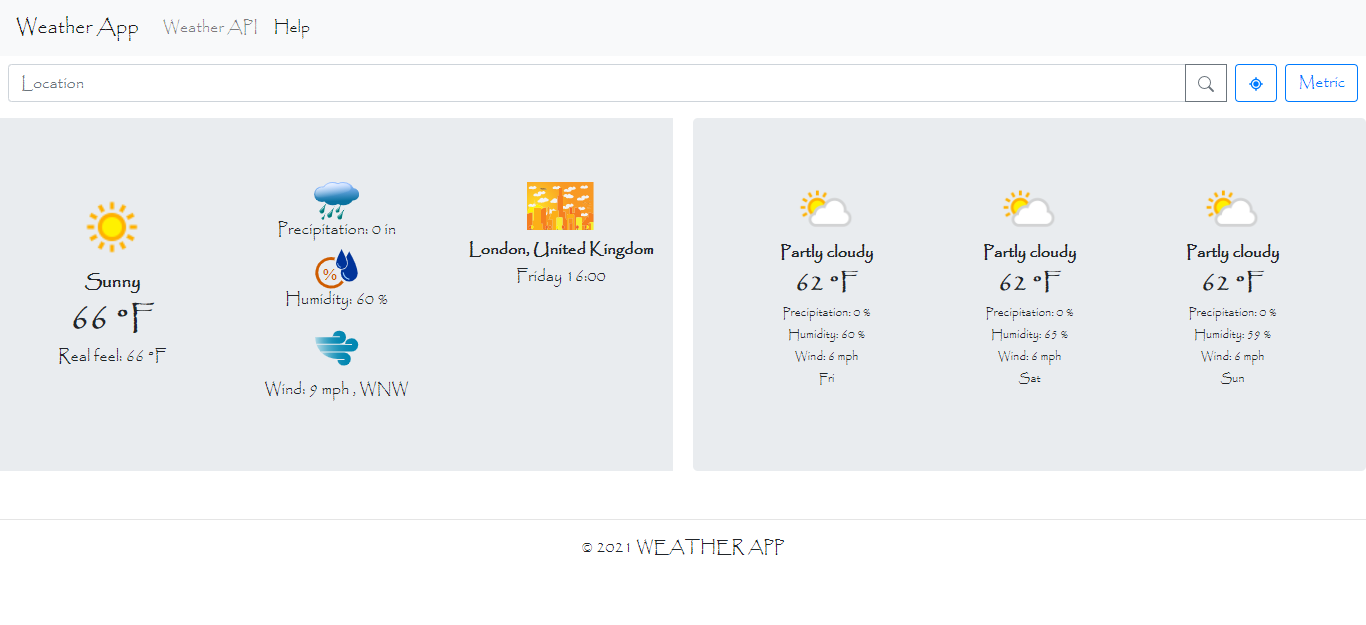 Weather App Weather API Help
Location
Metric
Sunny
66 °F
Real feel: 66 °F
Precipitation: 0 in
%
Humidity: 60 %
Wind: 9 mph , WNW
London, United Kingdom
Friday 16:00
Partly cloudy
62 °F
Precipitation: 0 %
Humidity: 60 %
Wind: 6 mph
Fri
Partly cloudy
62 °F
Precipitation: 0 %
Humidity: 65 %
Wind: 6 mph
Sat
Partly cloudy
62 °F
Precipitation: 0 %
Humidity: 59 %
Wind: 6 mph
Sun
© 2021 WEATHER APP